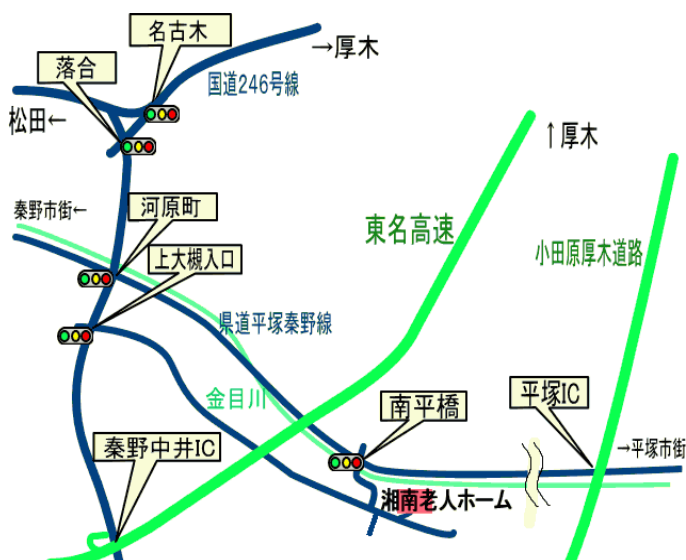 名古木
→厚木
落合
国道246号線
松田←
↑厚木
秦野市街←
河原町
東名高速
小田原厚木道路
上大槻入口
県道平塚秦野線
金目川
南平橋
平塚IC
秦野中井IC
→平塚市街
湘南老人ホーム